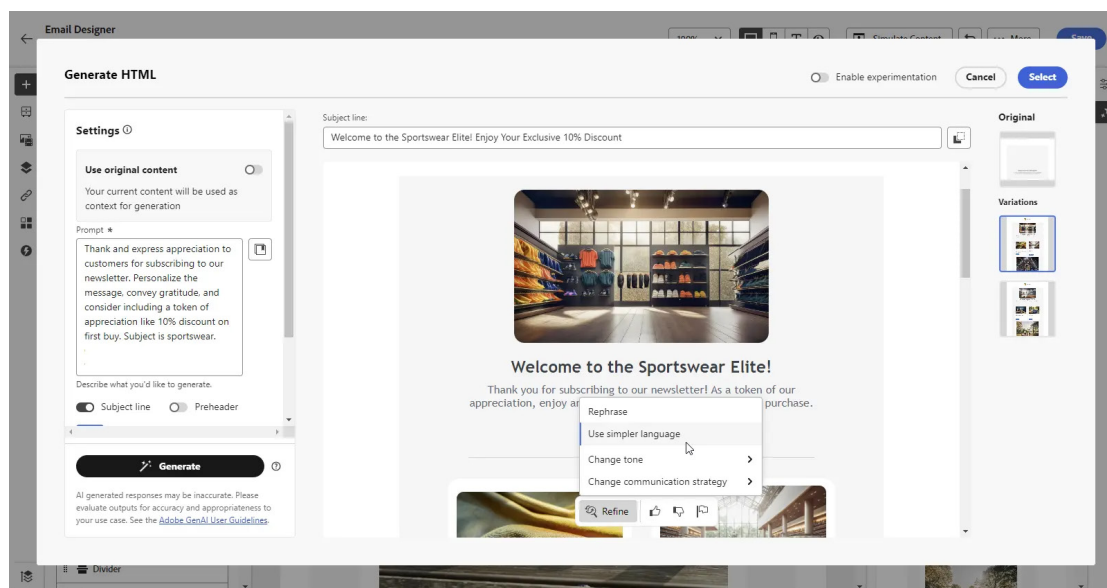 Email Designer
100%
Simulate Content
More
Save
Generate HTML
Enable experimentation
Cancel
Select
Settings
Use original content
Your current content will be used as
context for generation
Prompt *
Thank and express appreciation to
customers for subscribing to our
newsletter. Personalize the
message, convey gratitude, and
consider including a token of
appreciation like 10% discount on
first buy. Subject is sportswear.
.
.
Describe what you'd like to generate.
Subject line
Preheader
Generate
AI generated responses may be inaccurate. Please
evaluate outputs for accuracy and appropriateness to
your use case. See the Adobe GenAI User Guidelines.
Subject line:
Welcome to the Sportswear Elite! Enjoy Your Exclusive 10% Discount
Welcome to the Sportswear Elite!
Thank you for subscribing to our newsletter! As a token of our
appreciation, enjoy an
purchase.
Rephrase
Use simpler language
Change tone
Change communication strategy
Refine
Original
Variations
Divider